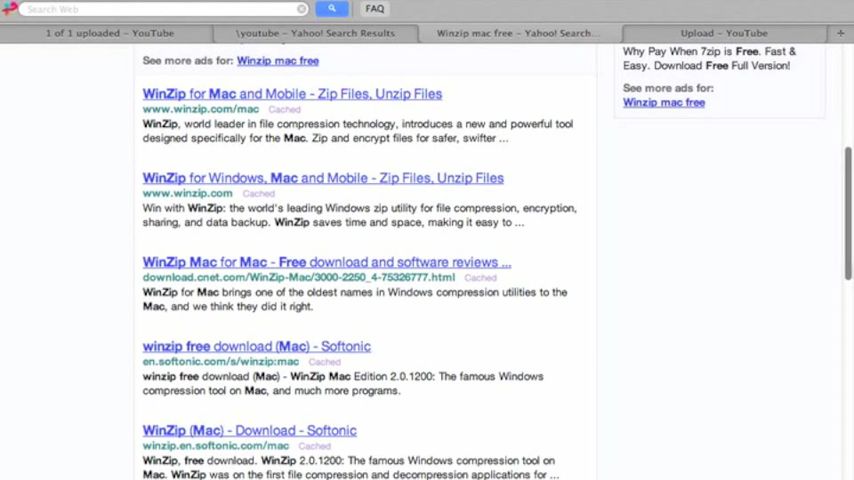 Search Web
FAQ
1 of 1 uploaded - YouTube
\youtube - Yahoo! Search Results
Winzip mac free - Yahoo! Search...
Upload - YouTube
See more ads for: Winzip mac free
WinZip for Mac and Mobile - Zip Files, Unzip Files
www.winzip.com/mac Cached
WinZip, world leader in file compression technology, introduces a new and powerful tool
designed specifically for the Mac. Zip and encrypt files for safer, swifter ...
WinZip for Windows, Mac and Mobile - Zip Files, Unzip Files
www.winzip.com Cached
Win with WinZip: the world's leading Windows zip utility for file compression, encryption,
sharing, and data backup. WinZip saves time and space, making it easy to ...
WinZip Mac for Mac - Free download and software reviews ...
download.cnet.com/WinZip-Mac/3000-2250_4-75326777.html Cached
WinZip for Mac brings one of the oldest names in Windows compression utilities to the
Mac, and we think they did it right.
winzip free download (Mac) - Softonic
en.softonic.com/s/winzip:mac Cached
winzip free download (Mac) - WinZip Mac Edition 2.0.1200: The famous Windows
compression tool on Mac, and much more programs.
WinZip (Mac) - Download - Softonic
winzip.en.softonic.com/mac Cached
WinZip, free download. WinZip 2.0.1200: The famous Windows compression tool on
Mac. WinZip was on the first file compression and decompression applications for ...
Why Pay When 7zip is Free. Fast &
Easy. Download Free Full Version!
See more ads for:
Winzip mac free